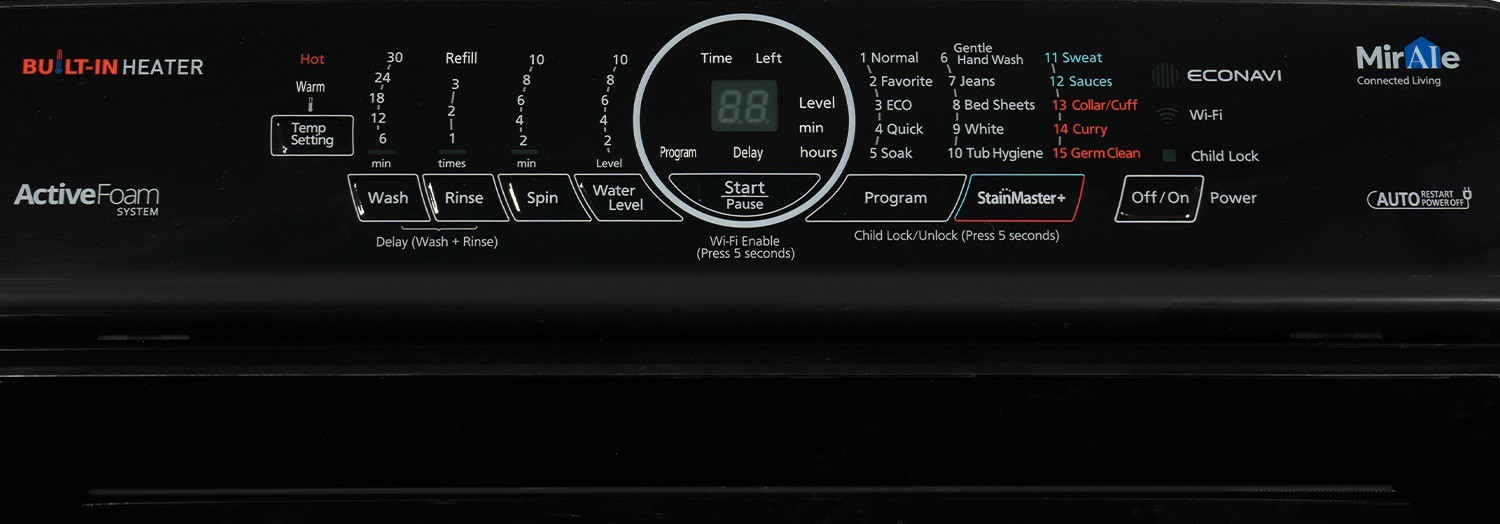 BUILT-IN HEATER
ActiveFoam
SYSTEM
Hot
Warm
Temp
Setting
30
24
18
12
6
min
Refill
3
2
1
times
10
8
6
4
2
min
10
8
6
4
2
Level
Wash
Rinse
Spin
Water
Level
Delay (Wash + Rinse)
Time Left
88
Level
min
hours
Program
Delay
Start
Pause
Wi-Fi Enable
(Press 5 seconds)
1 Normal
2 Favorite
3 ECO
4 Quick
5 Soak
6 Gentle
Hand Wash
7 Jeans
8 Bed Sheets
9 White
10 Tub Hygiene
11 Sweat
12 Sauces
13 Collar/Cuff
14 Curry
15 Germ Clean
Program
StainMaster+
Child Lock/Unlock (Press 5 seconds)
ECONAVI
Wi-Fi
Child Lock
Off/On
Power
MirAIe
Connected Living
AUTO RESTART
POWER OFF